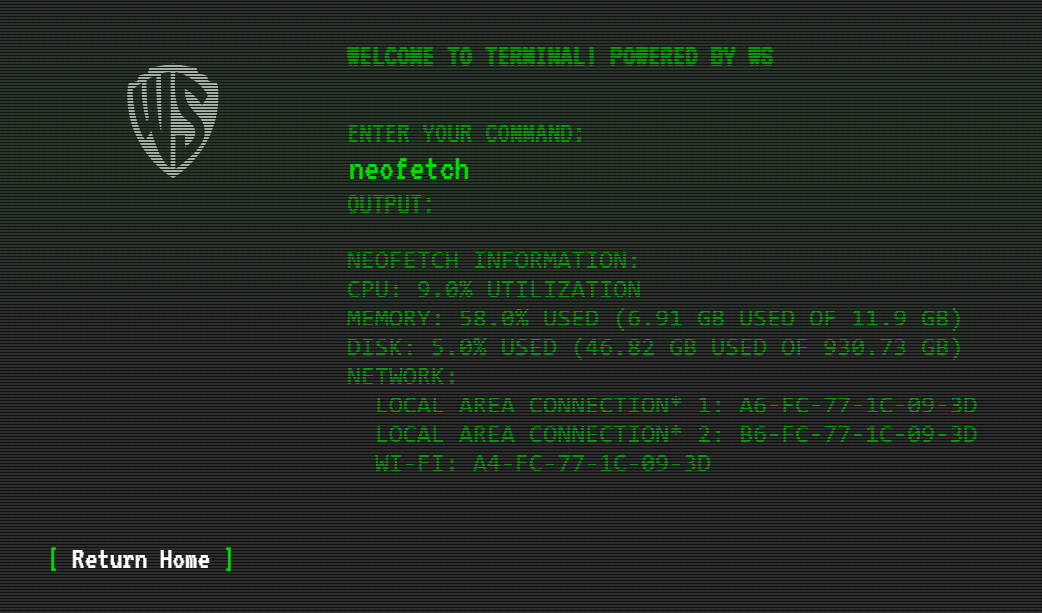 WS
WELCOME TO TERMINAL! POWERED BY WS
ENTER YOUR COMMAND:
neofetch
OUTPUT:
NEOFETCH INFORMATION:
CPU: 9.0% UTILIZATION
MEMORY: 58.0% USED (6.91 GB USED OF 11.9 GB)
DISK: 5.0% USED (46.82 GB USED OF 930.73 GB)
NETWORK:
LOCAL AREA CONNECTION* 1: A6-FC-77-1C-09-3D
LOCAL AREA CONNECTION* 2: B6-FC-77-1C-09-3D
WI-FI: A4-FC-77-1C-09-3D
[ Return Home ]